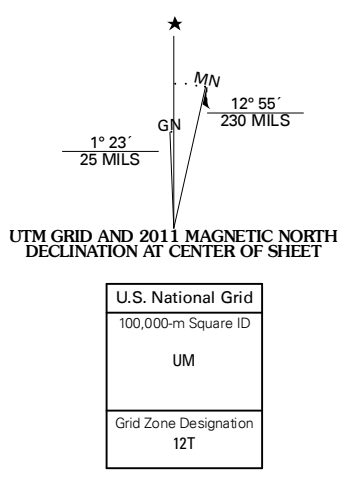 MN
12° 55´
230 MILS
GN
1° 23´
25 MILS
UTM GRID AND 2011 MAGNETIC NORTH
DECLINATION AT CENTER OF SHEET
U.S. National Grid
100,000-m Square ID
UM
Grid Zone Designation
12T